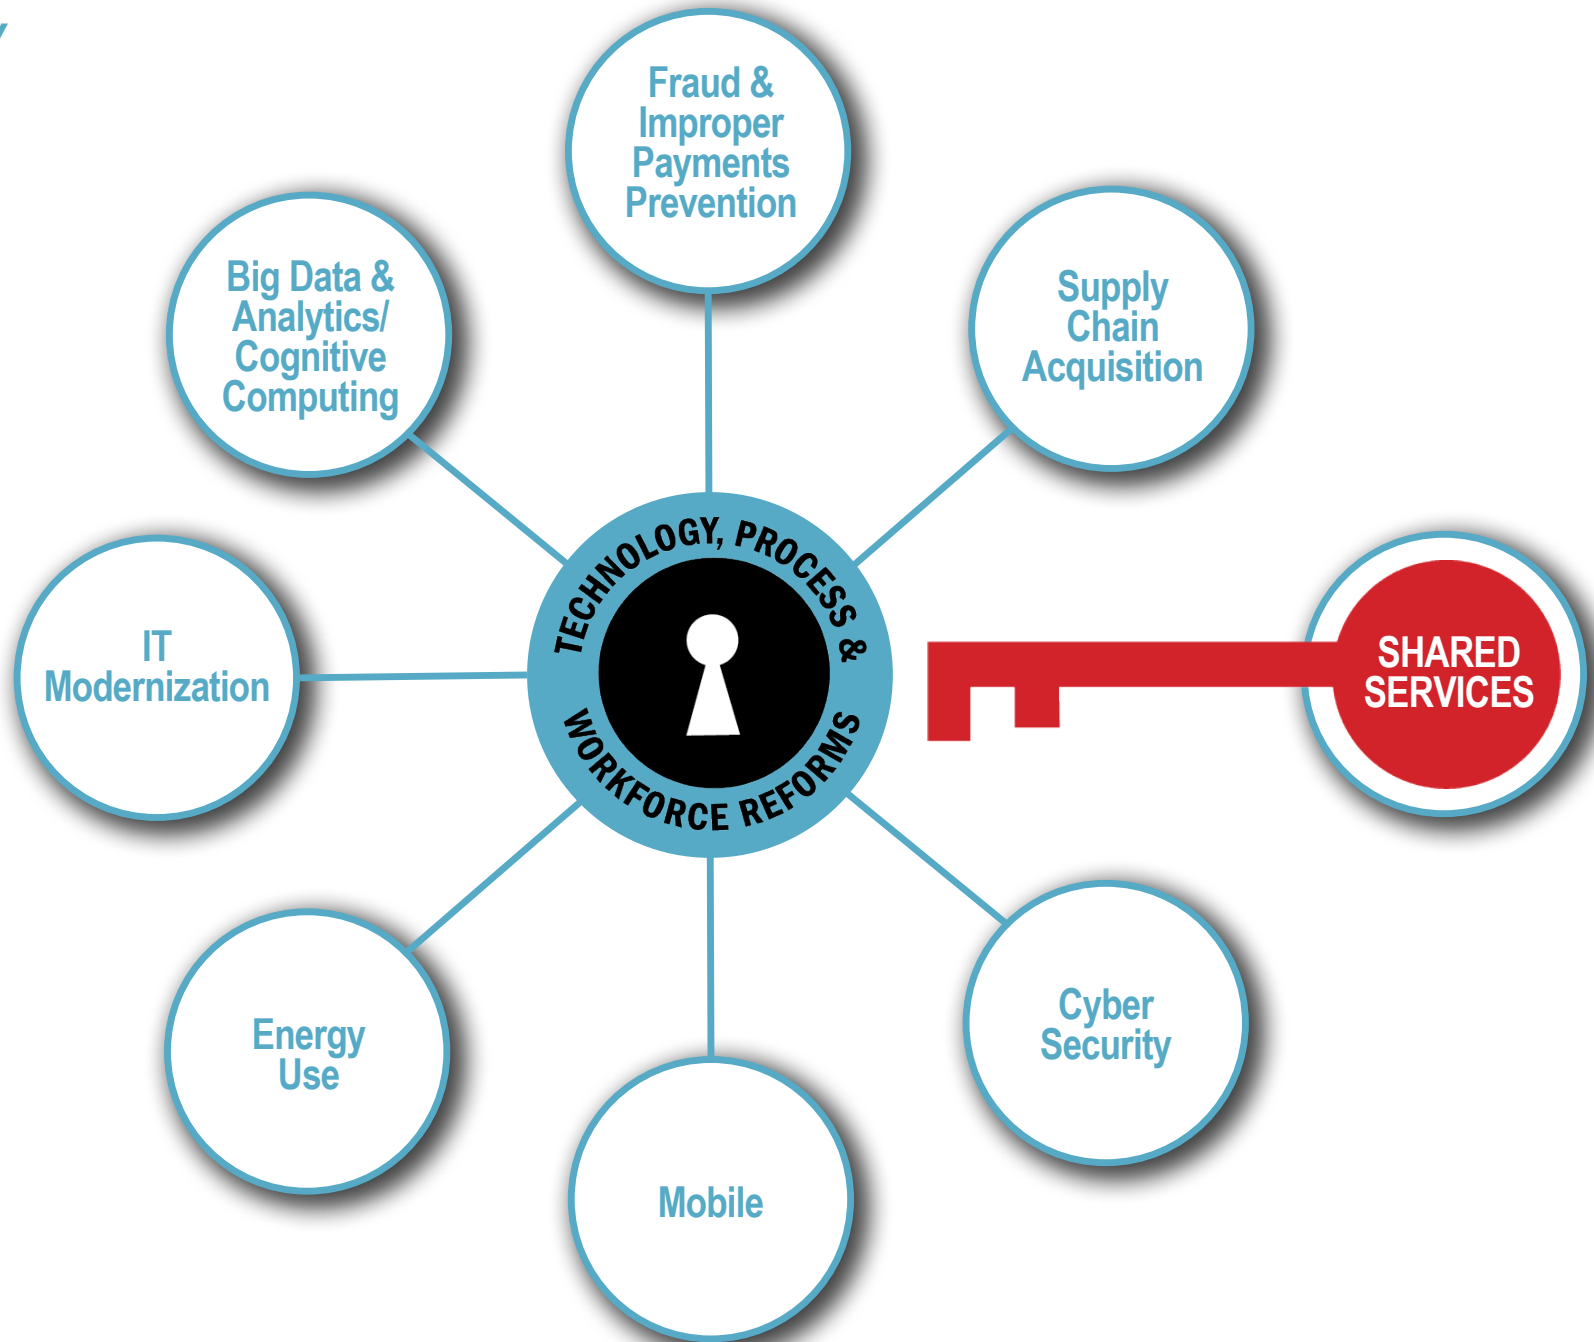 Fraud &
Improper
Payments
Prevention
Big Data &
Analytics/
Cognitive
Computing
Supply
Chain
Acquisition
TECHNOLOGY, PROCESS &
WORKFORCE REFORMS
IT
Modernization
SHARED
SERVICES
Energy
Use
Cyber
Security
Mobile